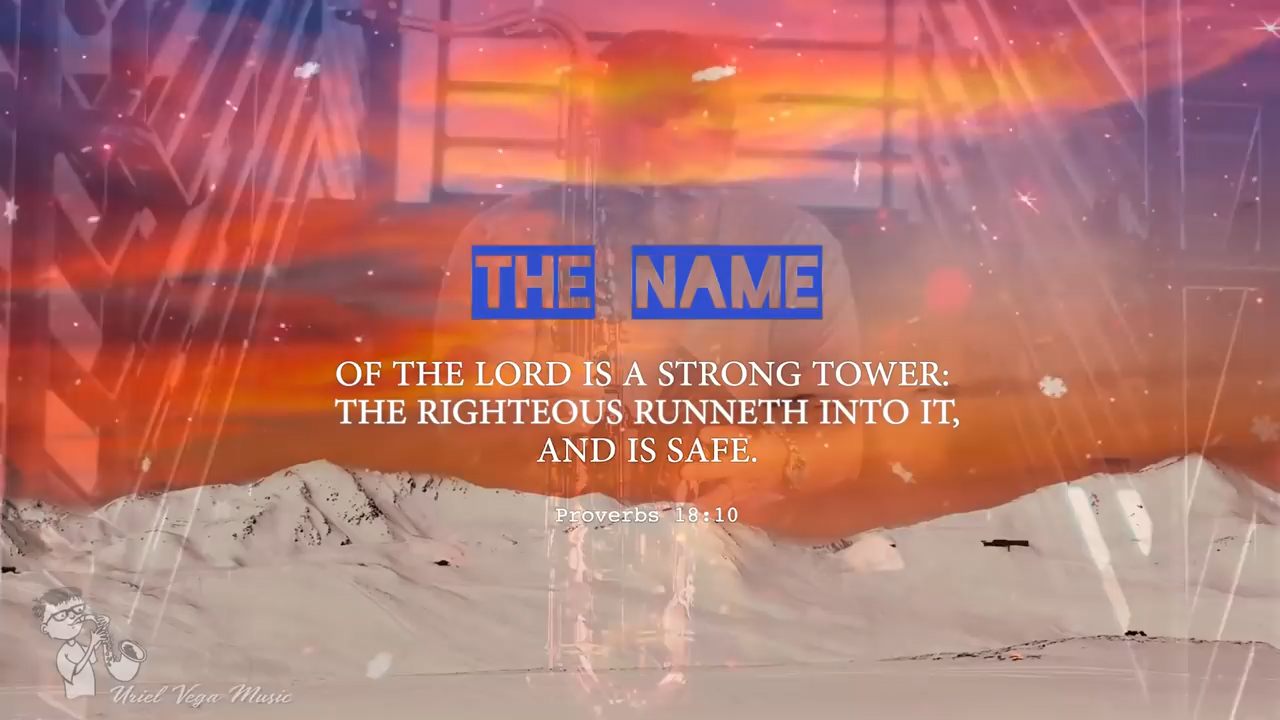 THE NAME
OF THE LORD IS A STRONG TOWER:
THE RIGHTEOUS RUNNETH INTO IT,
AND IS SAFE.
Proverbs 18:10
Uriel Vega Music